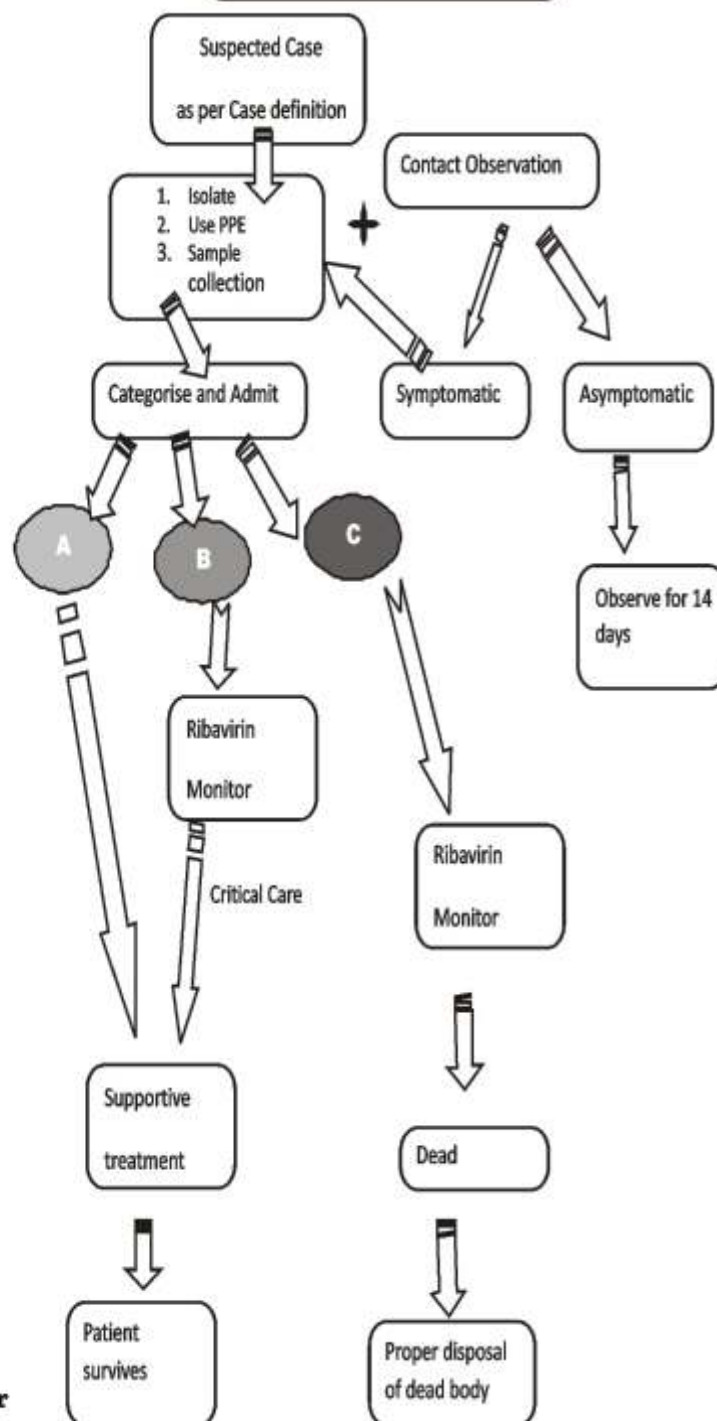 Suspected Case
as per Case definition
Contact Observation
1. Isolate
2. Use PPE
3. Sample
collection
Categorise and Admit
Symptomatic
Asymptomatic
A
B
C
Observe for 14
days
Ribavirin
Monitor
Critical Care
Ribavirin
Monitor
Supportive
treatment
Dead
Patient
survives
Proper disposal
of dead body
r